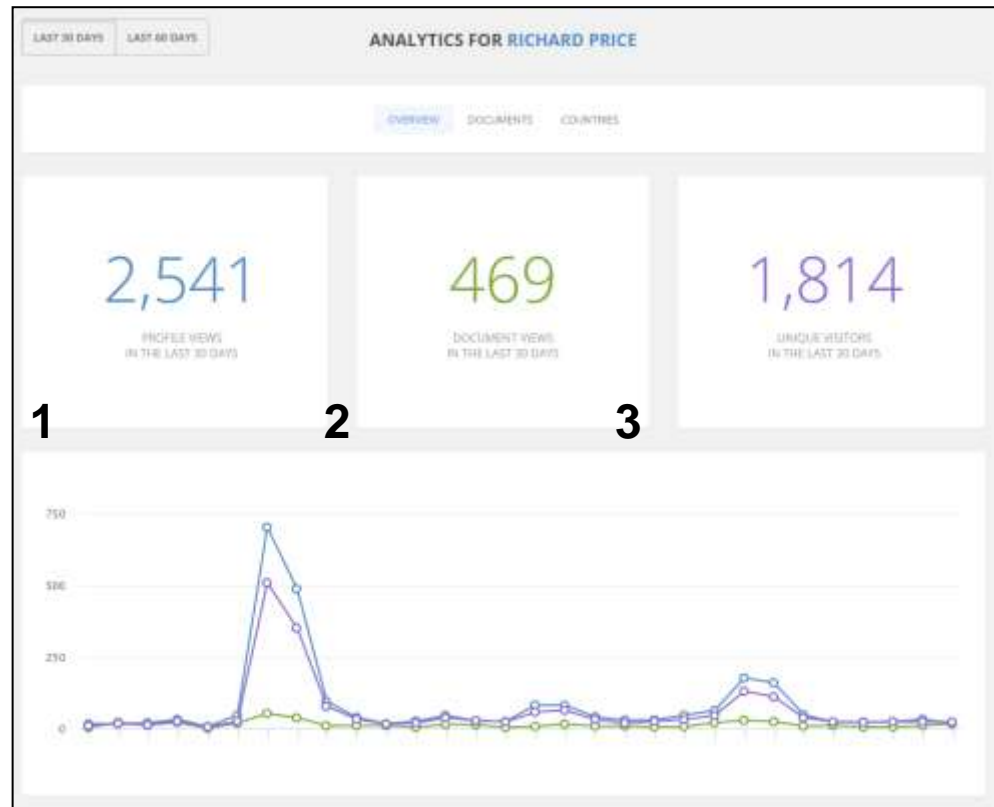 LAST 30 DAYS LAST 60 DAYS
ANALYTICS FOR RICHARD PRICE
OVERVIEW DOCUMENTS COUNTRIES
2,541
PROFILE VIEWS
IN THE LAST 30 DAYS
469
DOCUMENT VIEWS
IN THE LAST 30 DAYS
1,814
UNIQUE VISITORS
IN THE LAST 30 DAYS
1
2
3
750
500
250
0